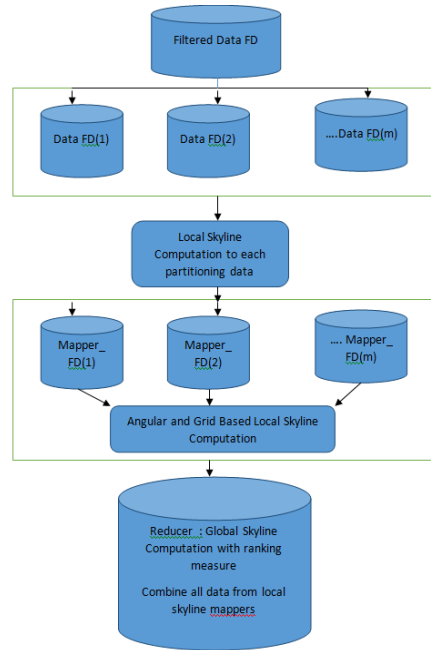 Filtered Data FD
Data FD(1)
Data FD(2)
....Data FD(m)
Local Skyline
Computation to each
partitioning data
Mapper_
FD(1)
Mapper_
FD(2)
.... Mapper_
FD(m)
Angular and Grid Based Local Skyline
Computation
Reducer : Global Skyline
Computation with ranking
measure
Combine all data from local
skyline mappers